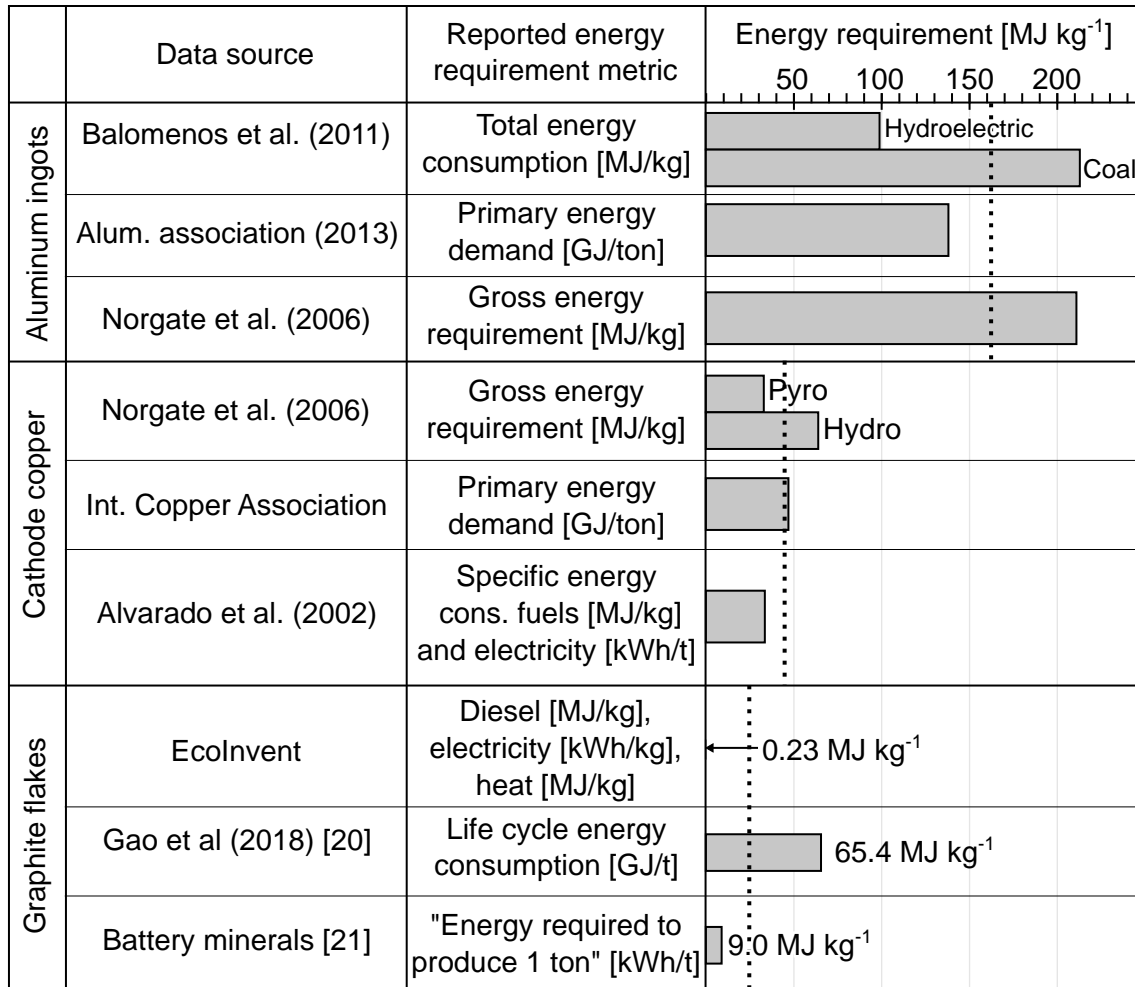 Data source
Reported energy
requirement metric
Energy requirement [MJ kg-1]
50 100 150 200
Aluminum ingots
Balomenos et al. (2011)
Total energy
consumption [MJ/kg]
Hydroelectric
Coal
Alum. association (2013)
Primary energy
demand [GJ/ton]
Norgate et al. (2006)
Gross energy
requirement [MJ/kg]
Cathode copper
Norgate et al. (2006)
Gross energy
requirement [MJ/kg]
Pyro
Hydro
Int. Copper Association
Primary energy
demand [GJ/ton]
Alvarado et al. (2002)
Specific energy
cons. fuels [MJ/kg]
and electricity [kWh/t]
Graphite flakes
EcoInvent
Diesel [MJ/kg],
electricity [kWh/kg],
heat [MJ/kg]
0.23 MJ kg-1
Gao et al (2018) [20]
Life cycle energy
consumption [GJ/t]
65.4 MJ kg-1
Battery minerals [21]
"Energy required to
produce 1 ton" [kWh/t]
9.0 MJ kg-1